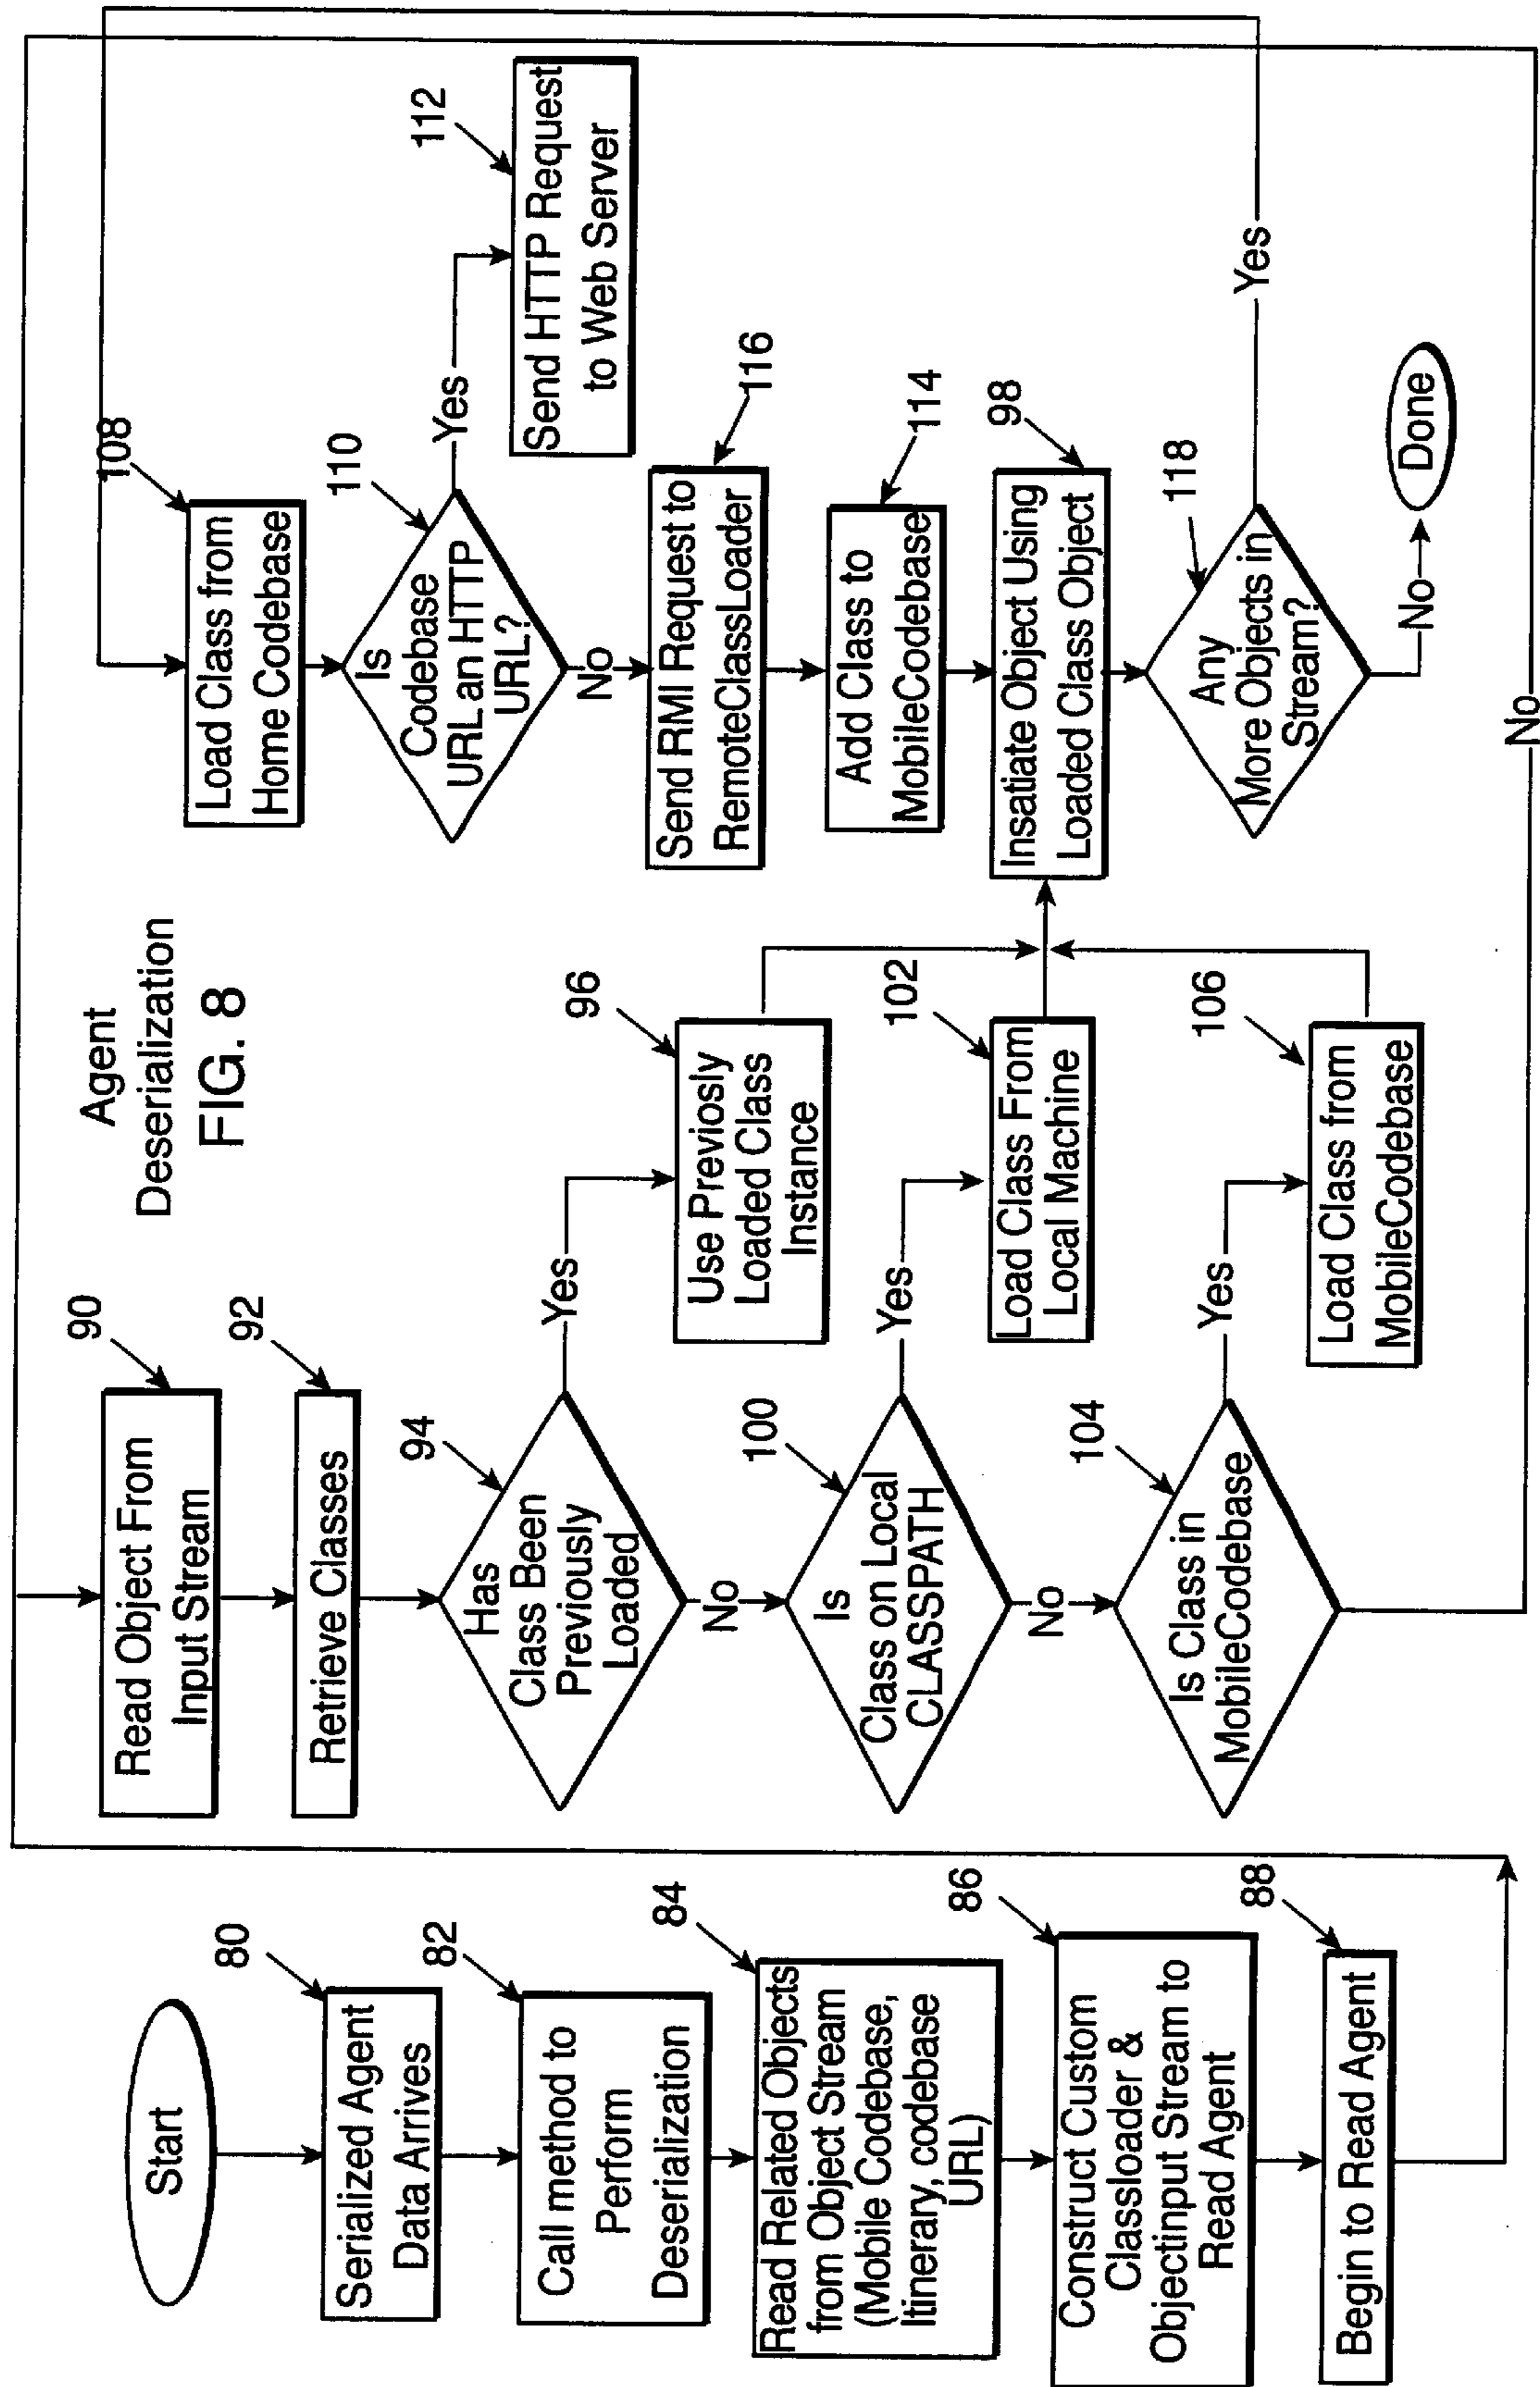 Agent
Deserialization
FIG. 8
Start
80
Serialized Agent
Data Arrives
82
Call method to
Perform
Deserialization
84
Read Related Objects
from Object Stream
(Mobile Codebase,
Itinerary, codebase
URL)
86
Construct Custom
Classloader &
Objectinput Stream to
Read Agent
88
Begin to Read Agent
90
Read Object From
Input Stream
92
Retrieve Classes
94
Has
Class Been
Previously
Loaded
Yes
No
96
Use Previosly
Loaded Class
Instance
100
Is
Class on Local
CLASSPATH
Yes
No
102
Load Class From
Local Machine
104
Is Class in
MobileCodebase
Yes
No
106
Load Class from
MobileCodebase
108
Load Class from
Home Codebase
110
Is
Codebase
URL an HTTP
URL?
Yes
No
112
Send HTTP Request
to Web Server
116
Send RMI Request to
RemoteClassLoader
114
Add Class to
MobileCodebase
98
Insatiate Object Using
Loaded Class Object
118
Any
More Objects in
Stream?
Yes
No
Done